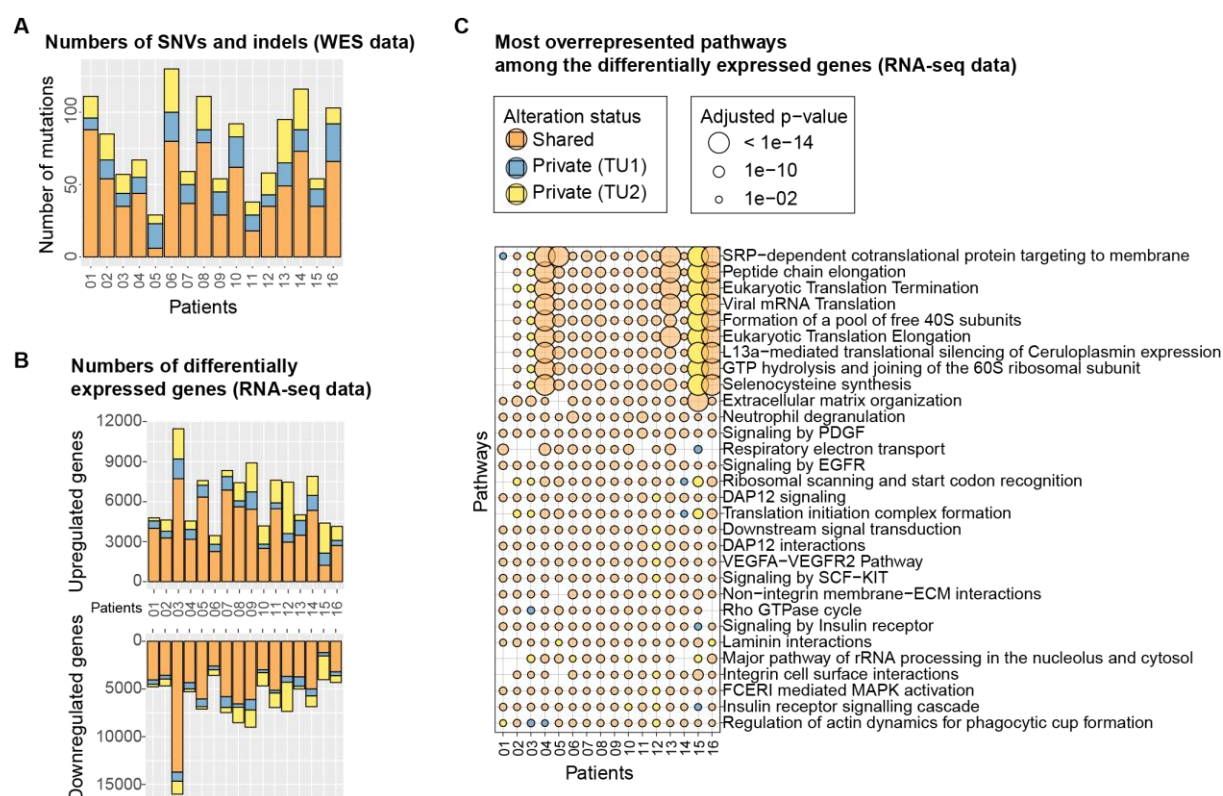 A
Numbers of SNVs and indels (WES data)
Number of mutations
100
50
0
01 02 03 04 05 06 07 08 09 10 11 12 13 14 15 16
Patients
B
Numbers of differentially
expressed genes (RNA-seq data)
Upregulated genes
12000
9000
6000
3000
0
Patients
01 02 03 04 05 06 07 08 09 10 11 12 13 14 15 16
Downregulated genes
0
5000
10000
15000
C
Most overrepresented pathways
among the differentially expressed genes (RNA-seq data)
Alteration status
Shared
Private (TU1)
Private (TU2)
Adjusted p−value
< 1e−14
1e−10
1e−02
Pathways
SRP−dependent cotranslational protein targeting to membrane
Peptide chain elongation
Eukaryotic Translation Termination
Viral mRNA Translation
Formation of a pool of free 40S subunits
Eukaryotic Translation Elongation
L13a−mediated translational silencing of Ceruloplasmin expression
GTP hydrolysis and joining of the 60S ribosomal subunit
Selenocysteine synthesis
Extracellular matrix organization
Neutrophil degranulation
Signaling by PDGF
Respiratory electron transport
Signaling by EGFR
Ribosomal scanning and start codon recognition
DAP12 signaling
Translation initiation complex formation
Downstream signal transduction
DAP12 interactions
VEGFA−VEGFR2 Pathway
Signaling by SCF−KIT
Non−integrin membrane−ECM interactions
Rho GTPase cycle
Signaling by Insulin receptor
Laminin interactions
Major pathway of rRNA processing in the nucleolus and cytosol
Integrin cell surface interactions
FCERI mediated MAPK activation
Insulin receptor signalling cascade
Regulation of actin dynamics for phagocytic cup formation
01 02 03 04 05 06 07 08 09 10 11 12 13 14 15 16
Patients